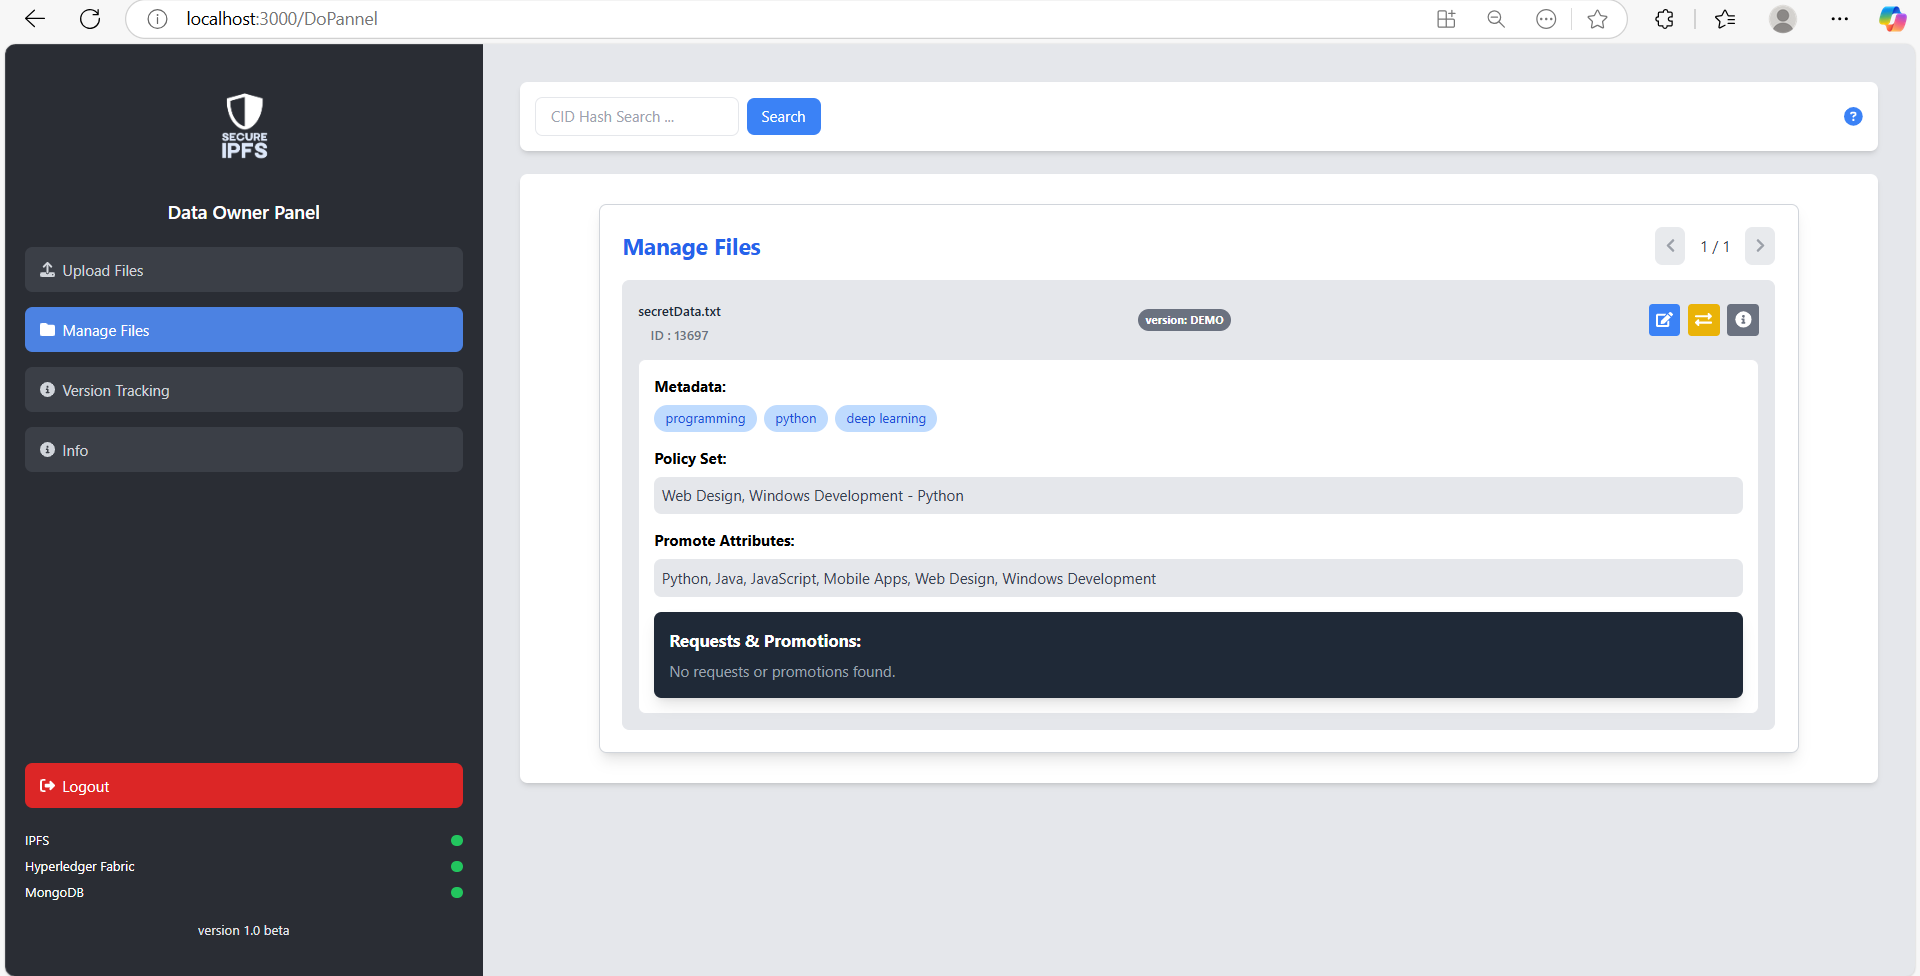 localhost:3000/DoPannel
SECURE
IPFS
Data Owner Panel
Upload Files
Manage Files
Version Tracking
Info
Logout
IPFS
Hyperledger Fabric
MongoDB
version 1.0 beta
CID Hash Search ...
Search
?
Manage Files
1 / 1
secretData.txt
version: DEMO
ID : 13697
Metadata:
programming python deep learning
Policy Set:
Web Design, Windows Development - Python
Promote Attributes:
Python, Java, JavaScript, Mobile Apps, Web Design, Windows Development
Requests & Promotions:
No requests or promotions found.